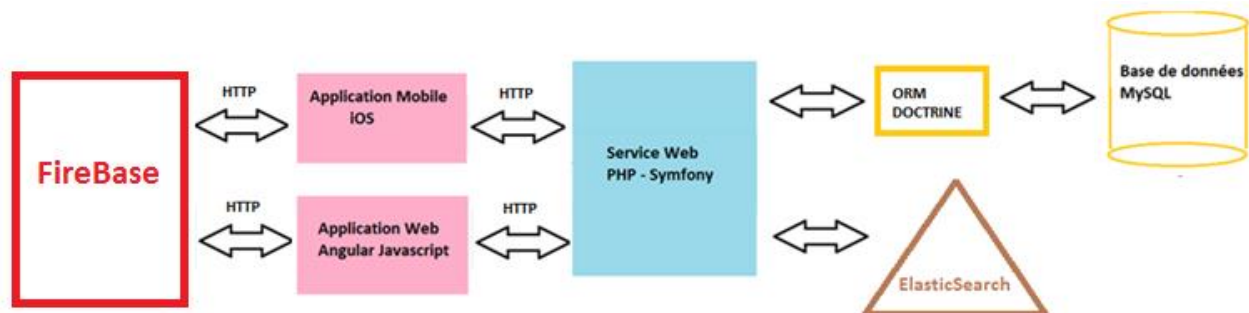 FireBase
HTTP
HTTP
Application Mobile
iOS
Application Web
Angular Javascript
HTTP
HTTP
Service Web
PHP - Symfony
ORM
DOCTRINE
Base de données
MySQL
ElasticSearch